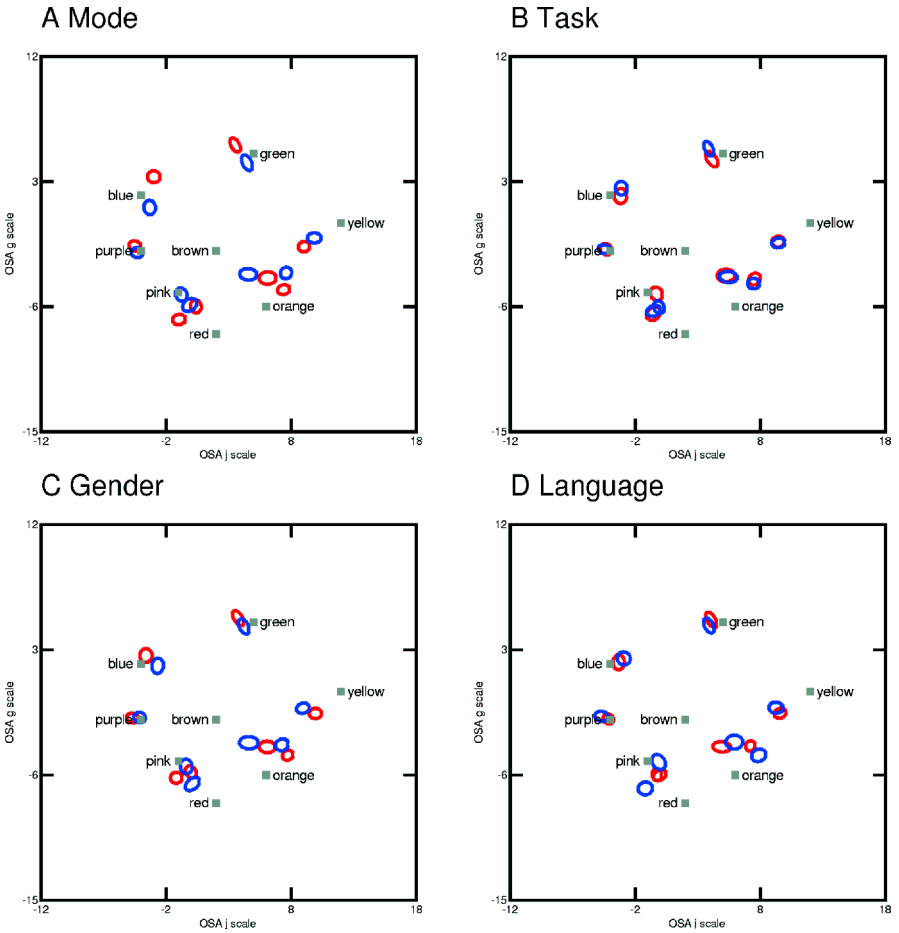 A Mode
12
3
-6
-15
-12
-2
8
18
OSA g scale
OSA j scale
green
blue
yellow
purple
brown
pink
orange
red
B Task
12
3
-6
-15
-2
8
18
OSA g scale
OSA j scale
green
blue
yellow
purple
brown
pink
orange
red
C Gender
12
3
-6
-15
-2
8
18
OSA g scale
OSA j scale
green
blue
yellow
purple
brown
pink
orange
red
D Language
12
3
-6
-15
-2
8
18
OSA g scale
OSA j scale
green
blue
yellow
purple
brown
pink
orange
red